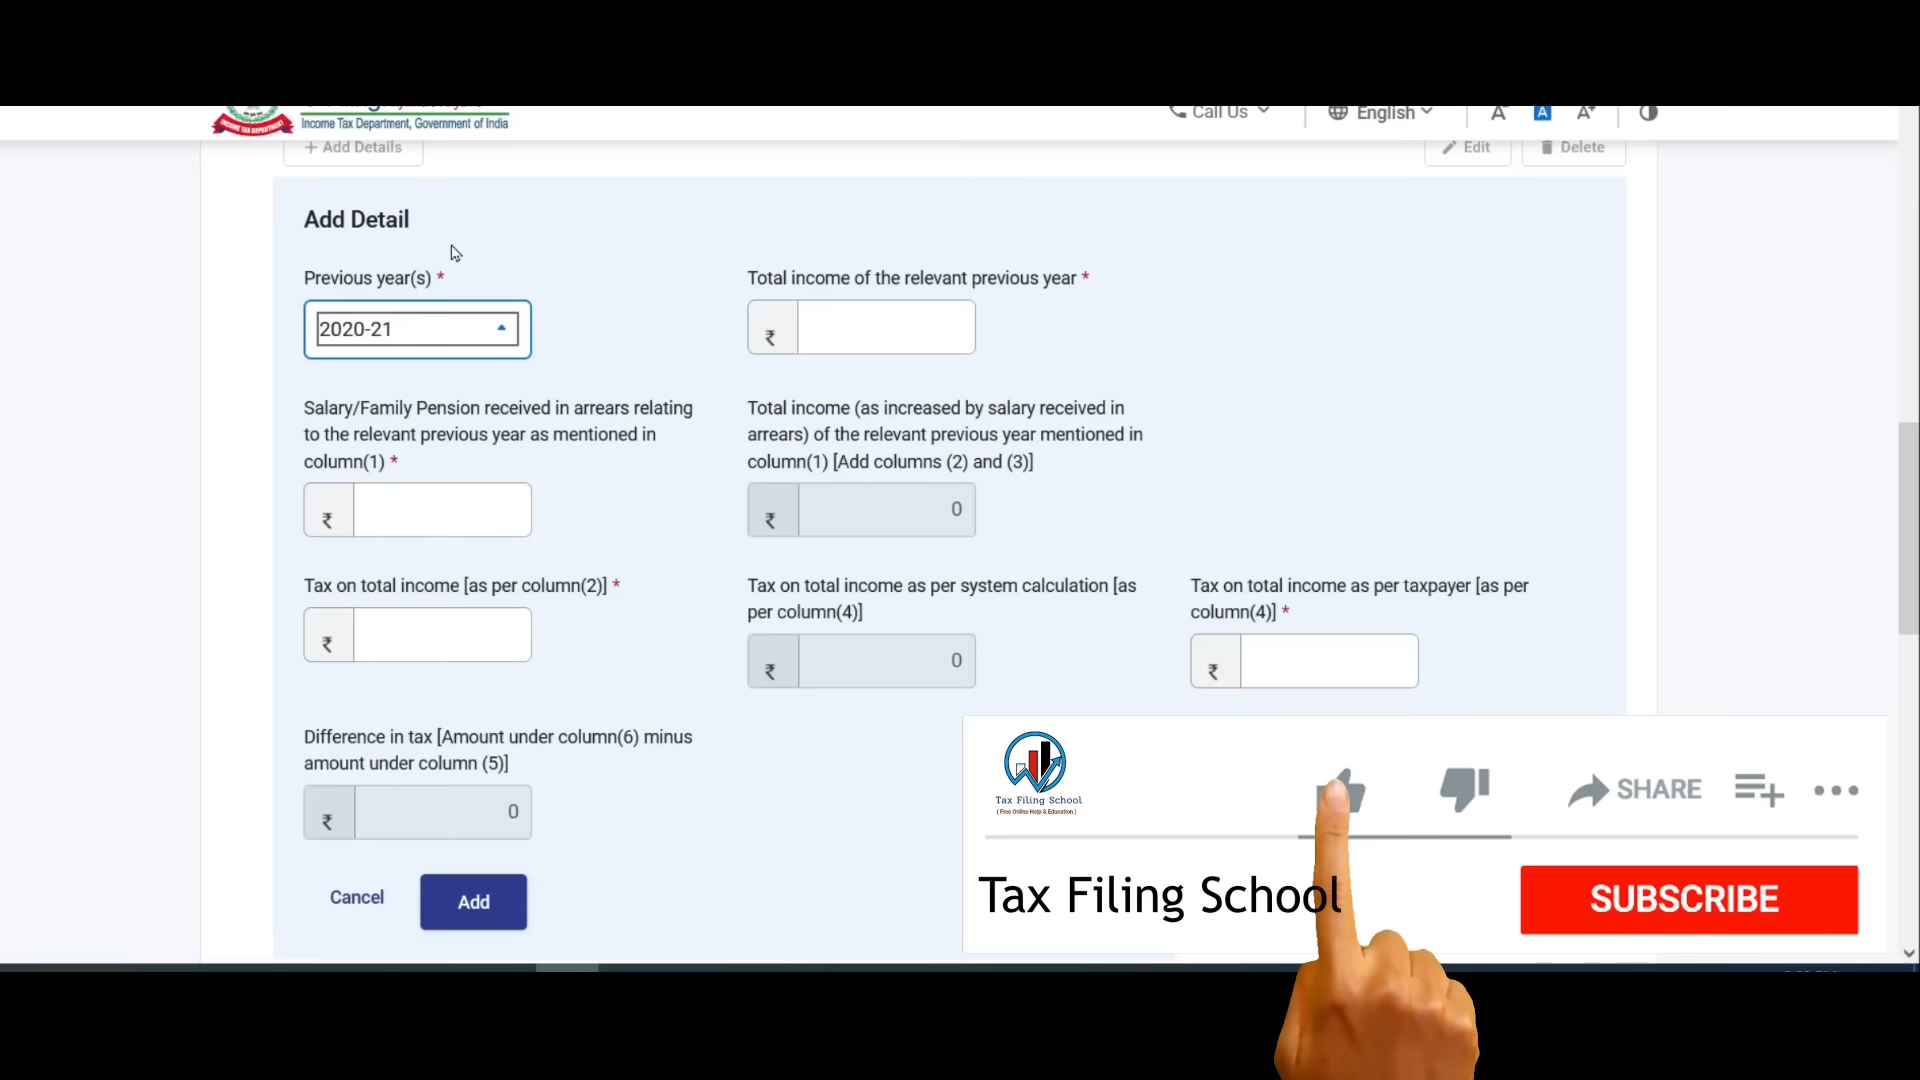 Income Tax Department, Government of India
Call Us
English
A
A
A+
+ Add Details
Edit
Delete
Add Detail
Previous year(s) *
2020-21
Total income of the relevant previous year *
₹
Salary/Family Pension received in arrears relating
to the relevant previous year as mentioned in
column(1) *
₹
Total income (as increased by salary received in
arrears) of the relevant previous year mentioned in
column(1) [Add columns (2) and (3)]
₹ 0
Tax on total income [as per column(2)] *
₹
Tax on total income as per system calculation [as
per column(4)]
₹ 0
Tax on total income as per taxpayer [as per
column(4)] *
₹
Difference in tax [Amount under column(6) minus
amount under column (5)]
₹ 0
Cancel
Add
Tax Filing School
( Free Online Help & Education )
SHARE
Tax Filing School
SUBSCRIBE